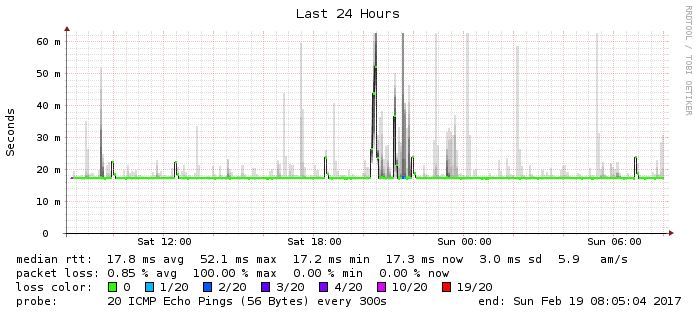 Last 24 Hours
RRDTOOL / TOBI OETIKER
Seconds
60 m
50 m
40 m
30 m
20 m
10 m
0
Sat 12:00 Sat 18:00 Sun 00:00 Sun 06:00
median rtt: 17.8 ms avg 52.1 ms max 17.2 ms min 17.3 ms now 3.0 ms sd 5.9 am/s
packet loss: 0.85 % avg 100.00 % max 0.00 % min 0.00 % now
loss color: 0 1/20 2/20 3/20 4/20 10/20 19/20
probe: 20 ICMP Echo Pings (56 Bytes) every 300s end: Sun Feb 19 08:05:04 2017